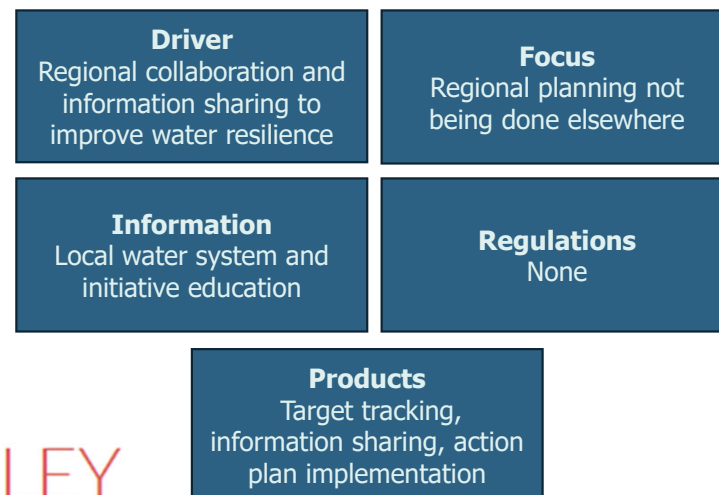 Driver
Regional collaboration and
information sharing to
improve water resilience
Focus
Regional planning not
being done elsewhere
Information
Local water system and
initiative education
Regulations
None
Products
Target tracking,
information sharing, action
plan implementation
LEY